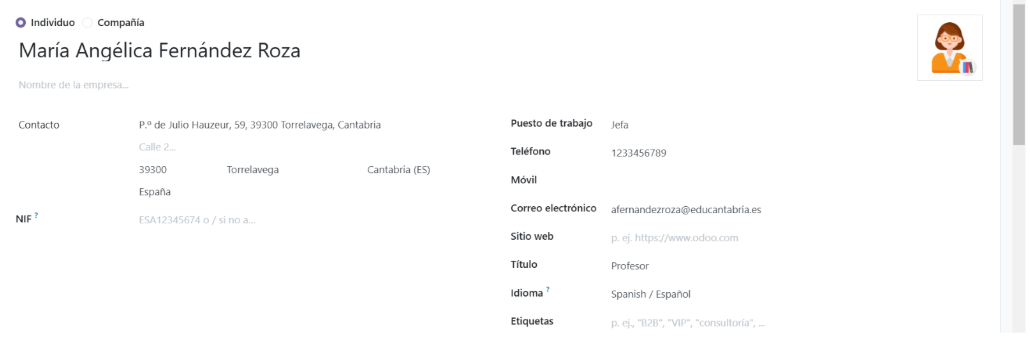 Individuo Compañía
María Angélica Fernández Roza
Nombre de la empresa...
Contacto
P.º de Julio Hauzeur, 59, 39300 Torrelavega, Cantabria
Calle 2...
39300 Torrelavega Cantabria (ES)
España
NIF ?
ESA12345674 o / si no a...
Puesto de trabajo Jefa
Teléfono 1233456789
Móvil
Correo electrónico afernandezroza@educantabria.es
Sitio web p. ej. https://www.odoo.com
Título Profesor
Idioma ? Spanish / Español
Etiquetas p. ej., "B2B", "VIP", "consultoría", ...